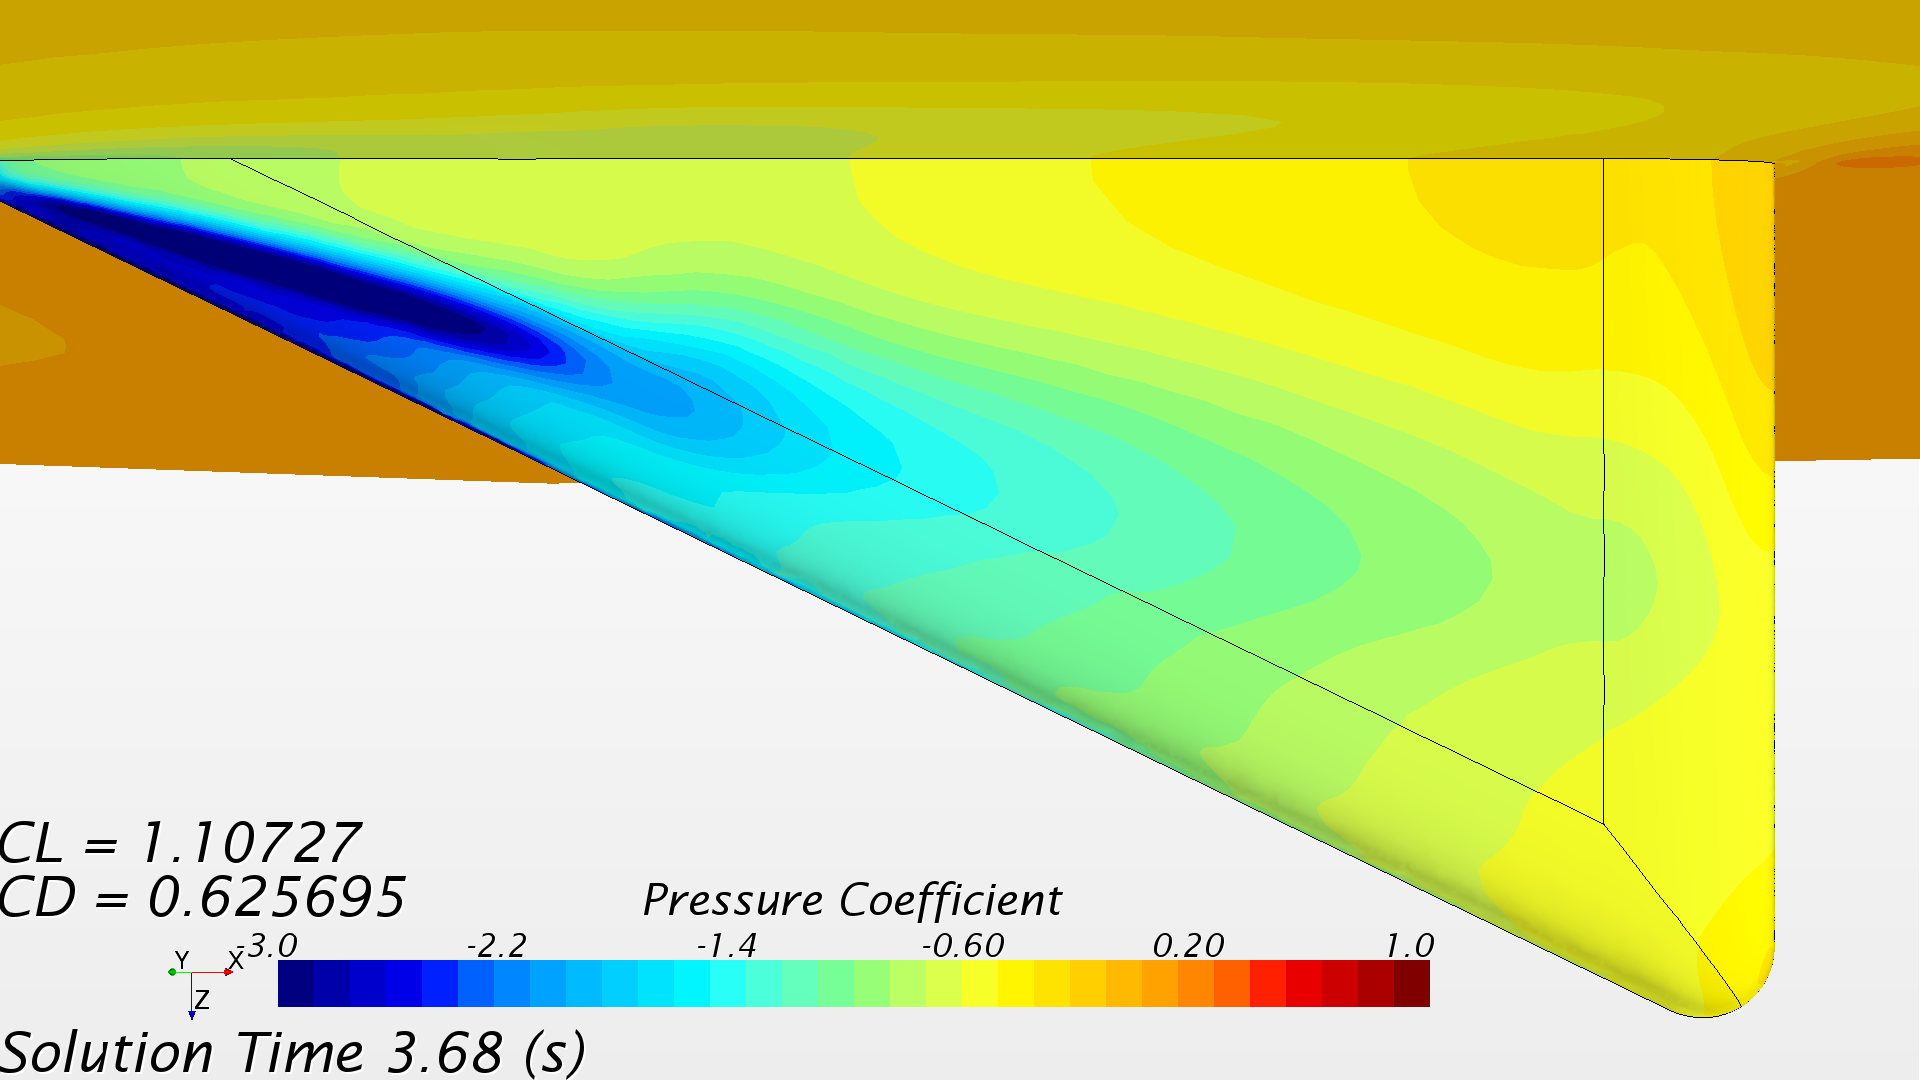 CL = 1.10727
CD = 0.625695
Pressure Coefficient
-3.0 -2.2 -1.4 -0.60 0.20 1.0
Y X
Z
Solution Time 3.68 (s)